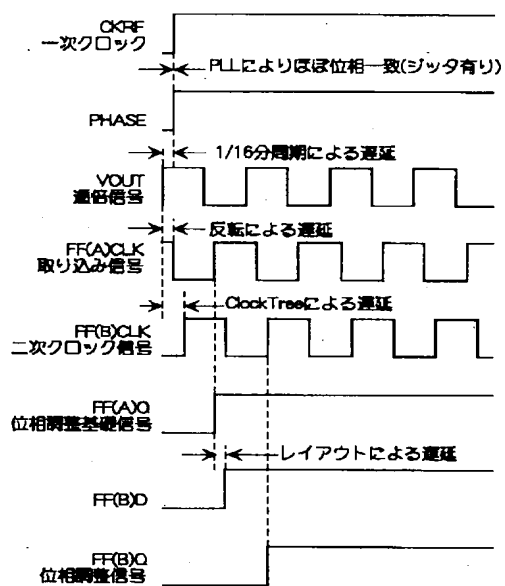 CKRF
一次クロック
PLLによりほぼ位相一致(ジッタ有り)
PHASE
1/16分周期による遅延
VOUT
逓倍信号
反転による遅延
FF(A)CLK
取り込み信号
ClockTreeによる遅延
FF(B)CLK
二次クロック信号
FF(A)Q
位相調整基礎信号
レイアウトによる遅延
FF(B)D
FF(B)Q
位相調整信号